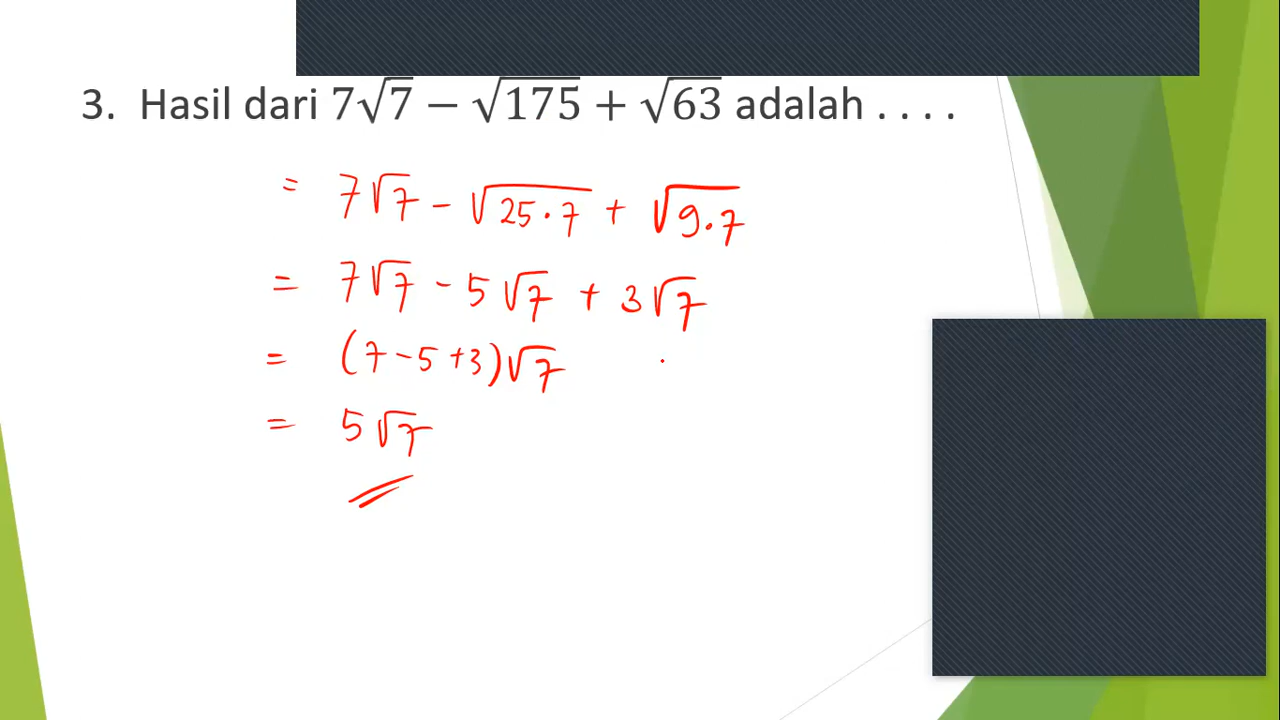 3. Hasil dari 7√7 − √175 + √63 adalah . . . .
= 7√7 - √25·7 + √9·7
= 7√7 - 5√7 + 3√7
= (7-5+3)√7
= 5√7